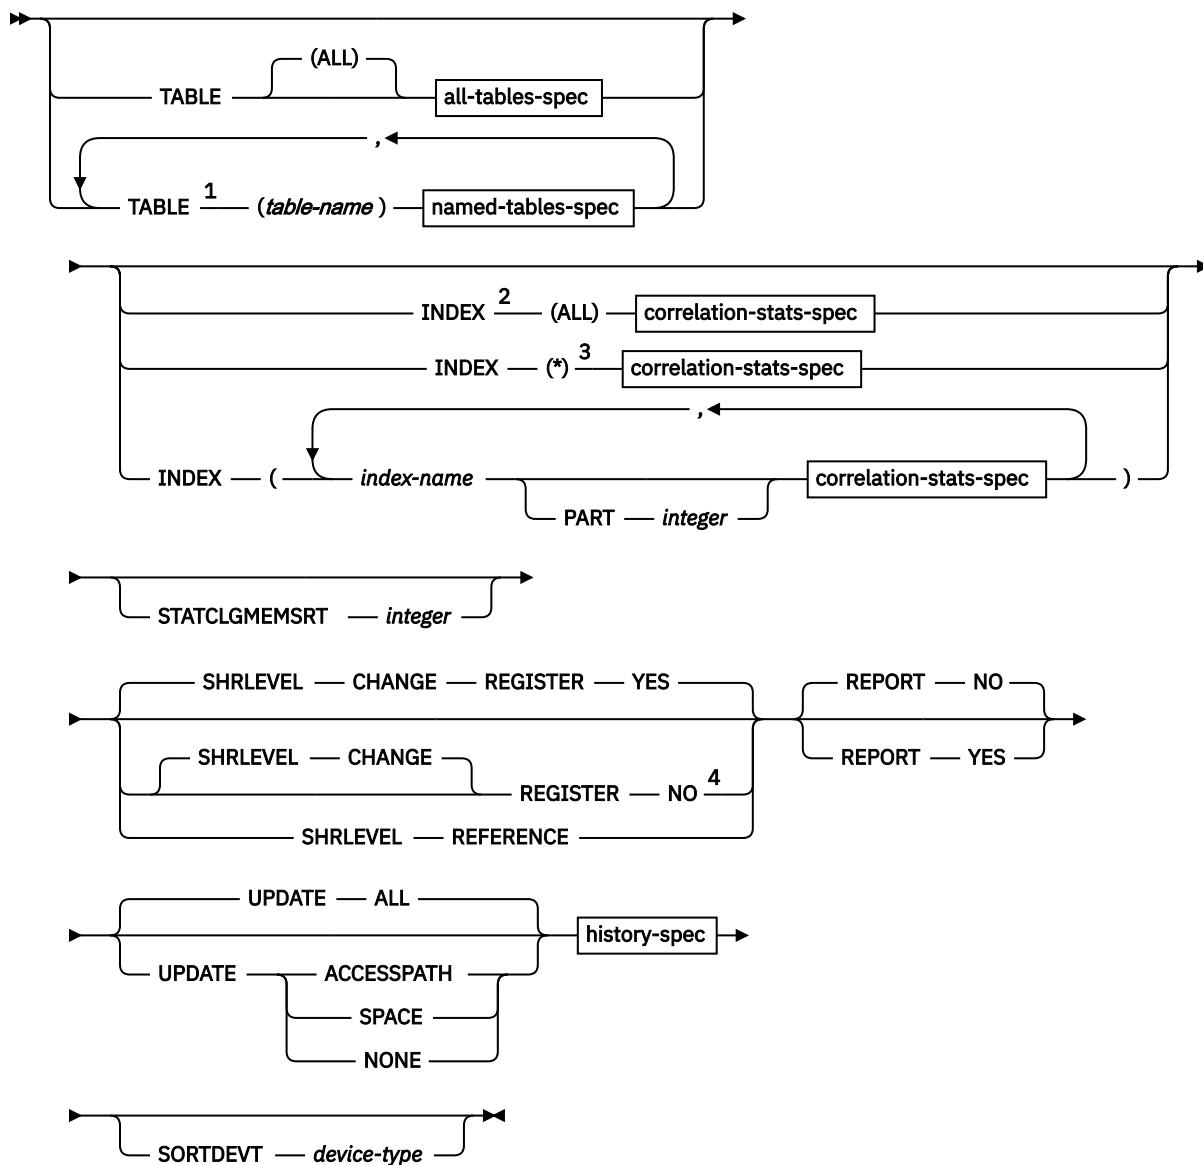 (ALL)
TABLE all-tables-spec
,
TABLE 1 (table-name) named-tables-spec
INDEX 2 (ALL) correlation-stats-spec
INDEX (*) 3 correlation-stats-spec
,
INDEX ( index-name correlation-stats-spec )
PART integer
STATCLGMEMSRT integer
SHRLEVEL CHANGE REGISTER YES REPORT NO
SHRLEVEL CHANGE REPORT YES
REGISTER NO 4
SHRLEVEL REFERENCE
UPDATE ALL
history-spec
UPDATE ACCESSPATH
SPACE
NONE
SORTDEVT device-type